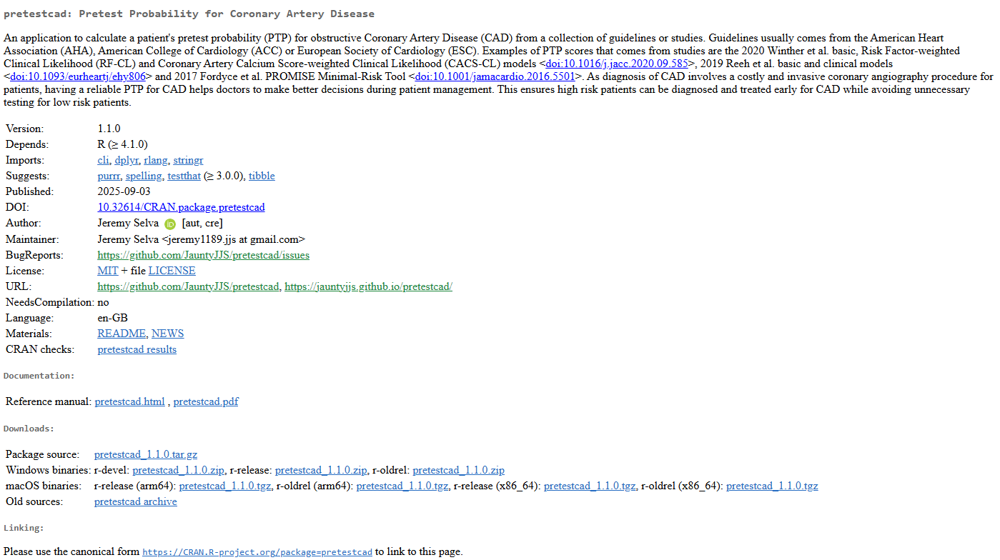 pretestcad: Pretest Probability for Coronary Artery Disease
An application to calculate a patient's pretest probability (PTP) for obstructive Coronary Artery Disease (CAD) from a collection of guidelines or studies. Guidelines usually comes from the American Heart
Association (AHA), American College of Cardiology (ACC) or European Society of Cardiology (ESC). Examples of PTP scores that comes from studies are the 2020 Winther et al. basic, Risk Factor-weighted
Clinical Likelihood (RF-CL) and Coronary Artery Calcium Score-weighted Clinical Likelihood (CACS-CL) models <doi:10.1016/j.jacc.2020.09.585>, 2019 Reeh et al. basic and clinical models
<doi:10.1093/eurheartj/ehy806> and 2017 Fordyce et al. PROMISE Minimal-Risk Tool <doi:10.1001/jamacardio.2016.5501>. As diagnosis of CAD involves a costly and invasive coronary angiography procedure for
patients, having a reliable PTP for CAD helps doctors to make better decisions during patient management. This ensures high risk patients can be diagnosed and treated early for CAD while avoiding unnecessary
testing for low risk patients.
Version: 1.1.0
Depends: R (≥ 4.1.0)
Imports: cli, dplyr, rlang, stringr
Suggests: purrr, spelling, testthat (≥ 3.0.0), tibble
Published: 2025-09-03
DOI: 10.32614/CRAN.package.pretestcad
Author: Jeremy Selva iD [aut, cre]
Maintainer: Jeremy Selva <jeremy1189.jjs at gmail.com>
BugReports: https://github.com/JauntyJJS/pretestcad/issues
License: MIT + file LICENSE
URL: https://github.com/JauntyJJS/pretestcad, https://jauntyjjs.github.io/pretestcad/
NeedsCompilation: no
Language: en-GB
Materials: README, NEWS
CRAN checks: pretestcad results
Documentation:
Reference manual: pretestcad.html , pretestcad.pdf
Downloads:
Package source: pretestcad_1.1.0.tar.gz
Windows binaries: r-devel: pretestcad_1.1.0.zip, r-release: pretestcad_1.1.0.zip, r-oldrel: pretestcad_1.1.0.zip
macOS binaries: r-release (arm64): pretestcad_1.1.0.tgz, r-oldrel (arm64): pretestcad_1.1.0.tgz, r-release (x86_64): pretestcad_1.1.0.tgz, r-oldrel (x86_64): pretestcad_1.1.0.tgz
Old sources: pretestcad archive
Linking:
Please use the canonical form https://CRAN.R-project.org/package=pretestcad to link to this page.